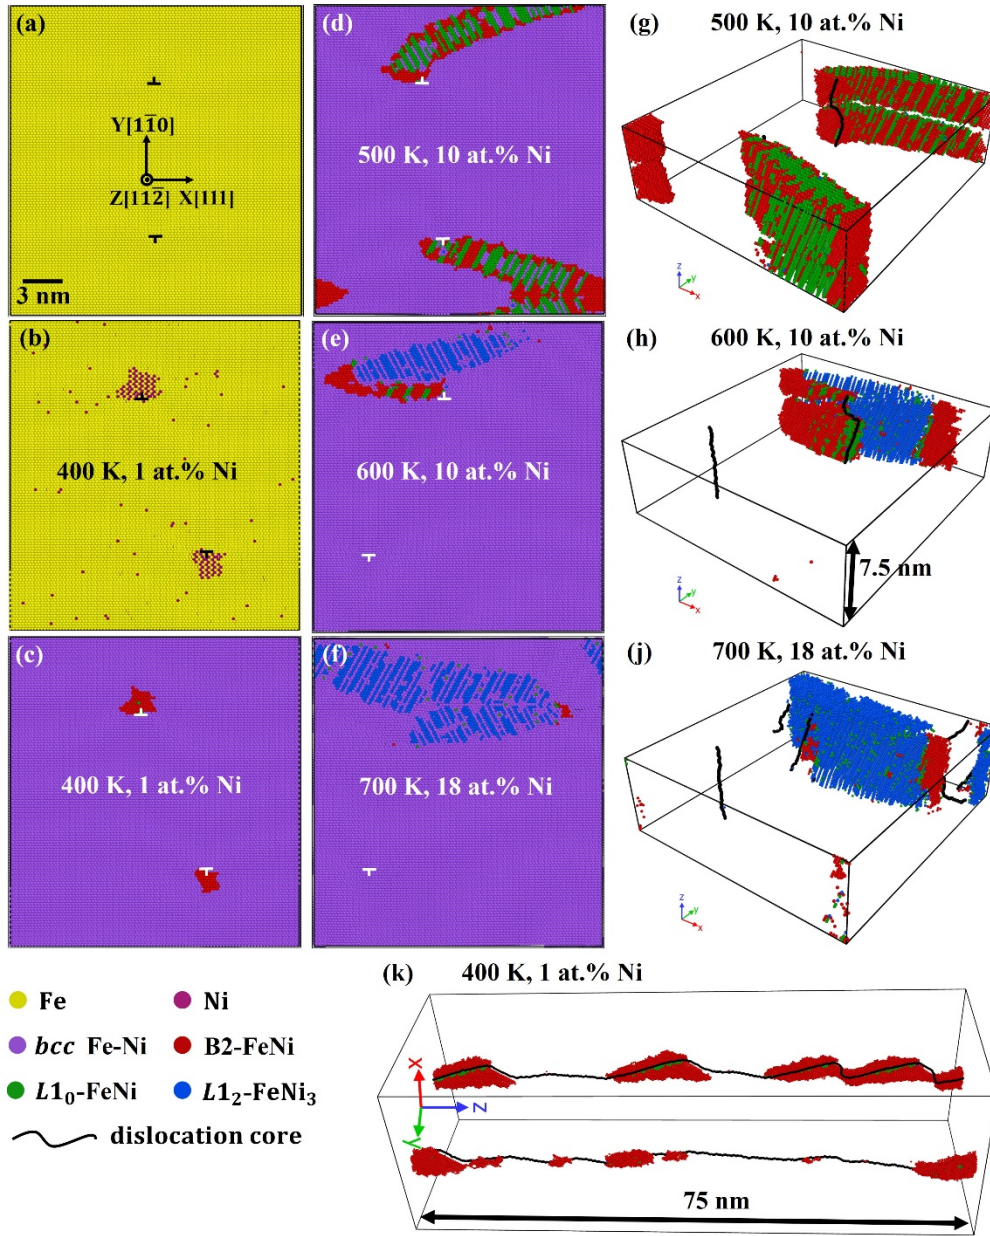 (a)
Y[11̄0]
Z[112̄] X[111]
3 nm
(b)
400 K, 1 at.% Ni
(c)
400 K, 1 at.% Ni
(d)
500 K, 10 at.% Ni
(e)
600 K, 10 at.% Ni
(f)
700 K, 18 at.% Ni
(g) 500 K, 10 at.% Ni
z
y
x
(h) 600 K, 10 at.% Ni
7.5 nm
z
y
x
(j) 700 K, 18 at.% Ni
z
y
x
Fe Ni
bcc Fe-Ni B2-FeNi
L1₀-FeNi L1₂-FeNi₃
dislocation core
(k) 400 K, 1 at.% Ni
X
Z
y
75 nm